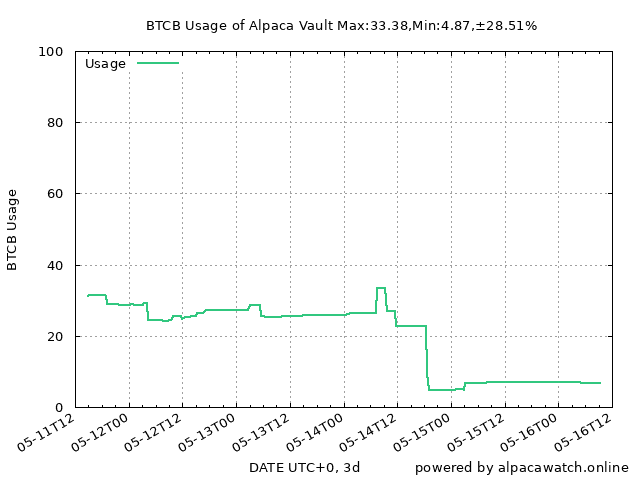 BTCB Usage of Alpaca Vault Max:33.38,Min:4.87,±28.51%
Usage
BTCB Usage
100
80
60
40
20
0
05-11T12
05-12T00
05-12T12
05-13T00
05-13T12
05-14T00
05-14T12
05-15T00
05-15T12
05-16T00
05-16T12
DATE UTC+0, 3d
powered by alpacawatch.online